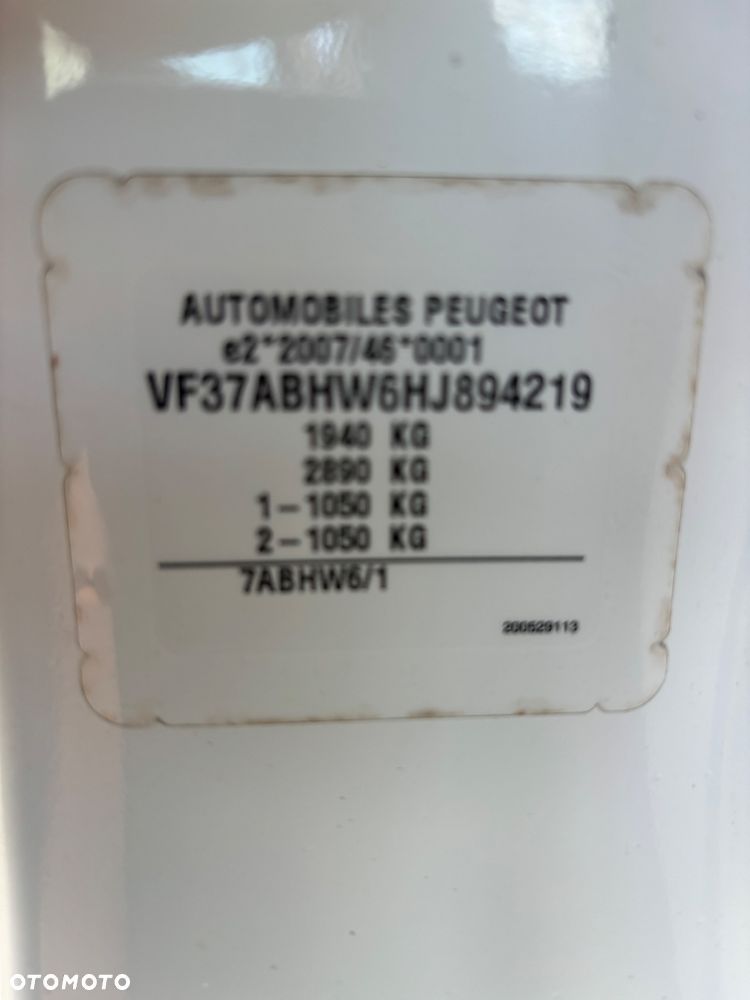 AUTOMOBILES PEUGEOT
e2*2007/46*0001
VF37ABHW6HJ894219
1940 KG
2890 KG
1-1050 KG
2-1050 KG
7ABHW6/1
200529113
OTOMOTO